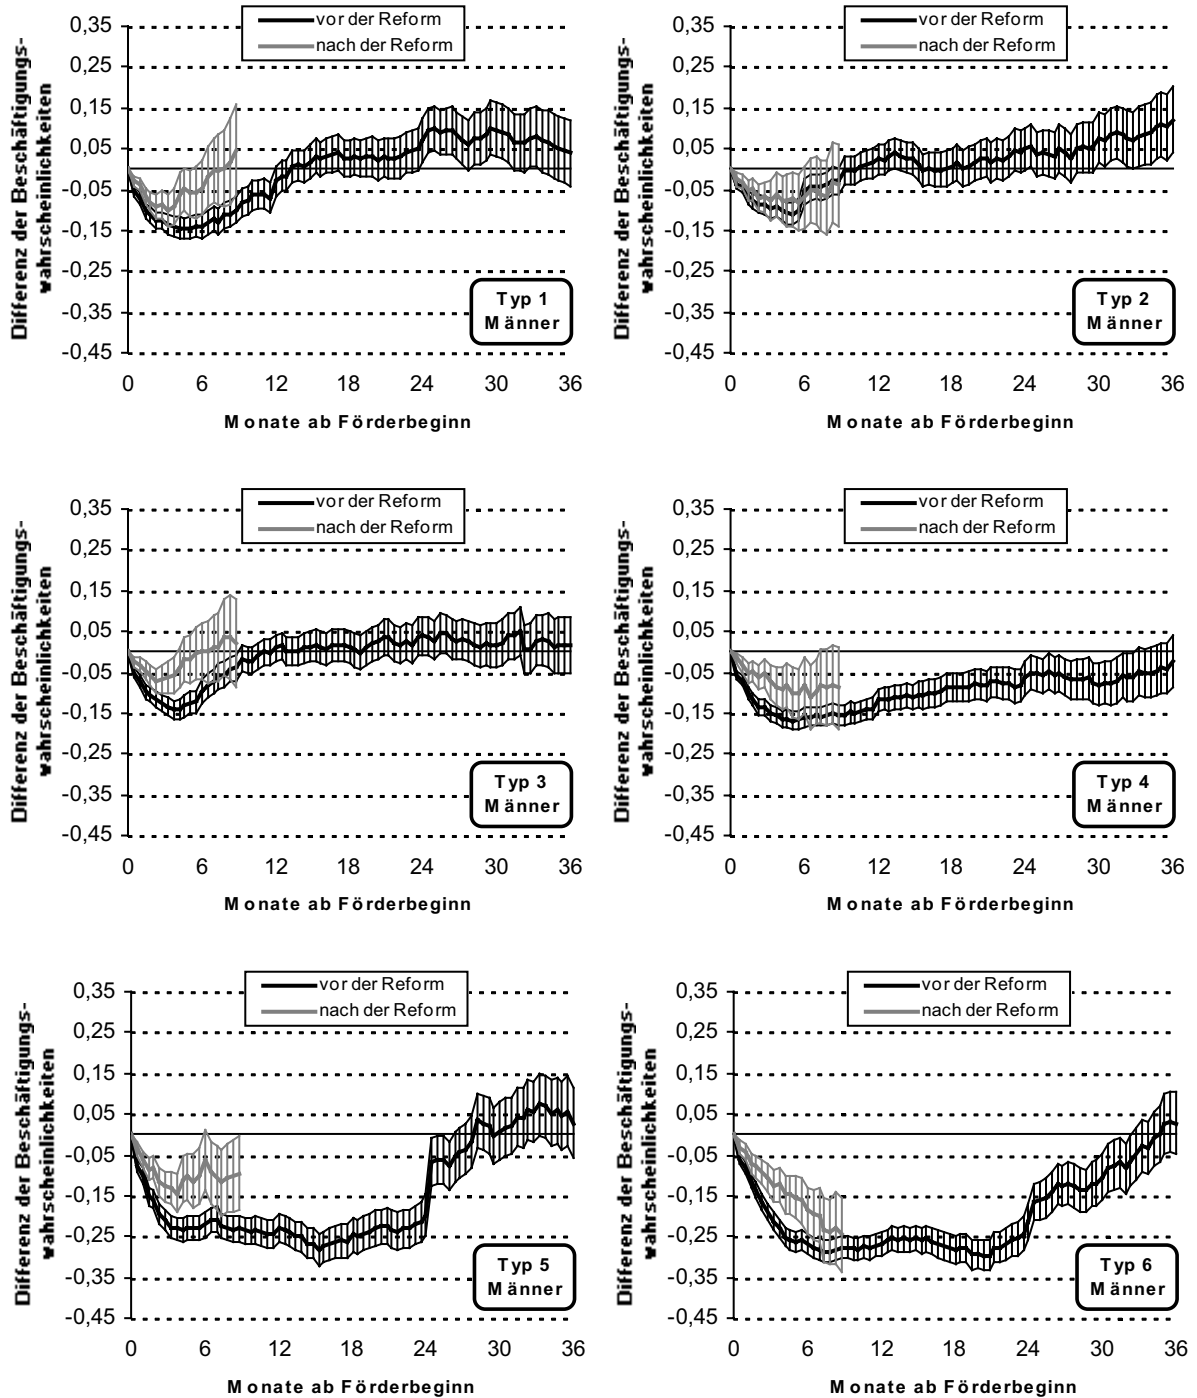 vor der Reform
nach der Reform
Differenz der Beschäftigungs-
wahrscheinlichkeiten
0,35
0,25
0,15
0,05
-0,05
-0,15
-0,25
-0,35
-0,45
Typ 1
Männer
0 6 12 18 24 30 36
Monate ab Förderbeginn
vor der Reform
nach der Reform
Differenz der Beschäftigungs-
wahrscheinlichkeiten
0,35
0,25
0,15
0,05
-0,05
-0,15
-0,25
-0,35
-0,45
Typ 2
Männer
0 6 12 18 24 30 36
Monate ab Förderbeginn
vor der Reform
nach der Reform
Differenz der Beschäftigungs-
wahrscheinlichkeiten
0,35
0,25
0,15
0,05
-0,05
-0,15
-0,25
-0,35
-0,45
Typ 3
Männer
0 6 12 18 24 30 36
Monate ab Förderbeginn
vor der Reform
nach der Reform
Differenz der Beschäftigungs-
wahrscheinlichkeiten
0,35
0,25
0,15
0,05
-0,05
-0,15
-0,25
-0,35
-0,45
Typ 4
Männer
0 6 12 18 24 30 36
Monate ab Förderbeginn
vor der Reform
nach der Reform
Differenz der Beschäftigungs-
wahrscheinlichkeiten
0,35
0,25
0,15
0,05
-0,05
-0,15
-0,25
-0,35
-0,45
Typ 5
Männer
0 6 12 18 24 30 36
Monate ab Förderbeginn
vor der Reform
nach der Reform
Differenz der Beschäftigungs-
wahrscheinlichkeiten
0,35
0,25
0,15
0,05
-0,05
-0,15
-0,25
-0,35
-0,45
Typ 6
Männer
0 6 12 18 24 30 36
Monate ab Förderbeginn